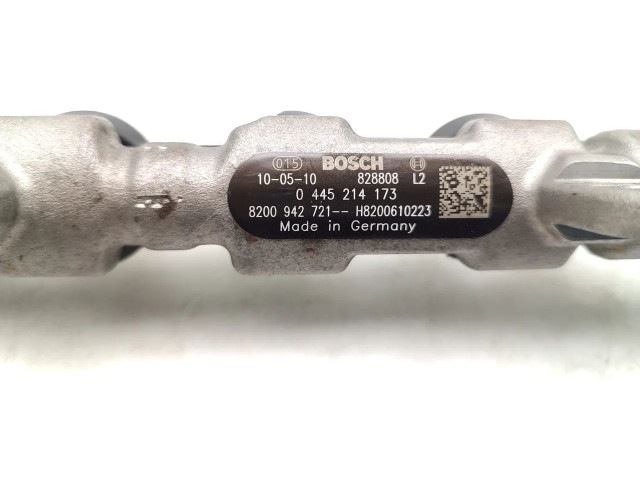 015 BOSCH
10-05-10 828808 L2
0 445 214 173
8200 942 721-- H8200610223
Made in Germany